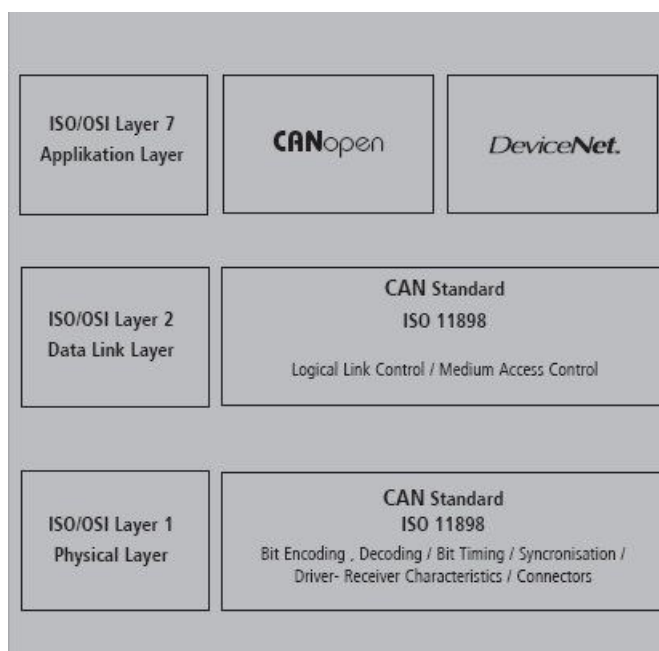 ISO/OSI Layer 7
Applikation Layer
CANopen
DeviceNet.
ISO/OSI Layer 2
Data Link Layer
CAN Standard
ISO 11898
Logical Link Control / Medium Access Control
ISO/OSI Layer 1
Physical Layer
CAN Standard
ISO 11898
Bit Encoding , Decoding / Bit Timing / Syncronisation /
Driver- Receiver Characteristics / Connectors